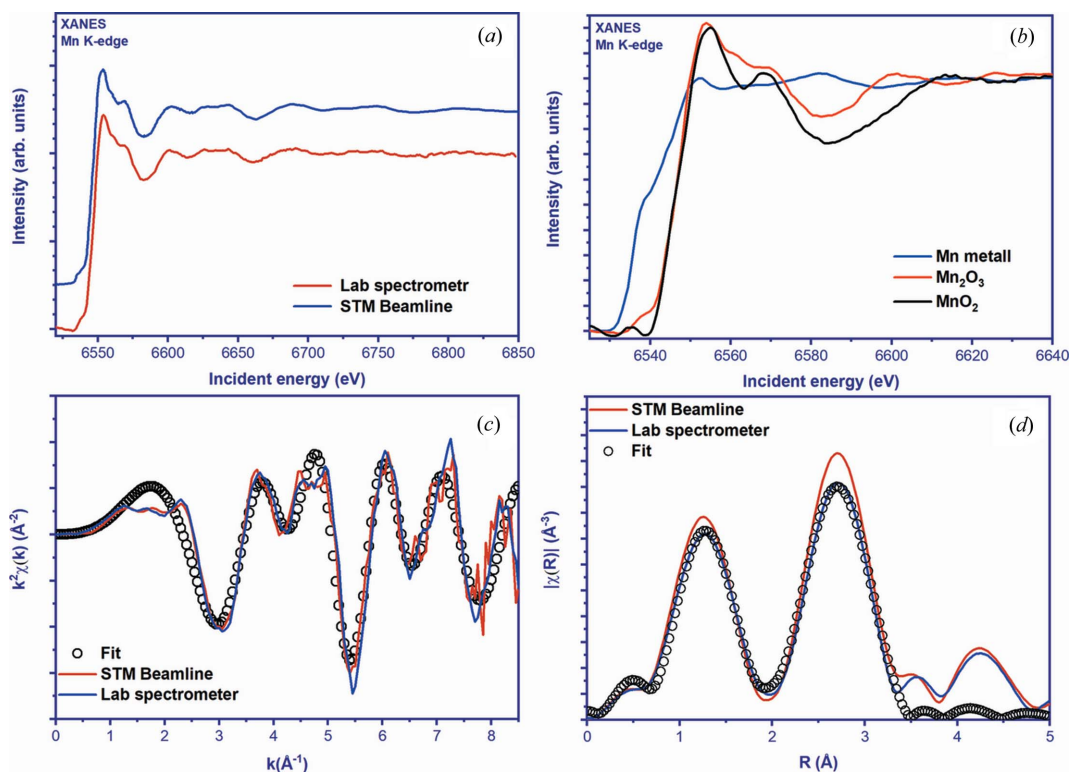 XANES
Mn K-edge
(a)
Intensity (arb. units)
Lab spectrometr
STM Beamline
6550 6600 6650 6700 6750 6800 6850
Incident energy (eV)
XANES
Mn K-edge
(b)
Intensity (arb. units)
Mn metall
Mn₂O₃
MnO₂
6540 6560 6580 6600 6620 6640
Incident energy (eV)
(c)
k²χ(k) (Å⁻²)
Fit
STM Beamline
Lab spectrometer
0 1 2 3 4 5 6 7 8
k(Å⁻¹)
STM Beamline
Lab spectrometer
Fit
(d)
|χ(R)| (Å⁻³)
0 1 2 3 4 5
R (Å)